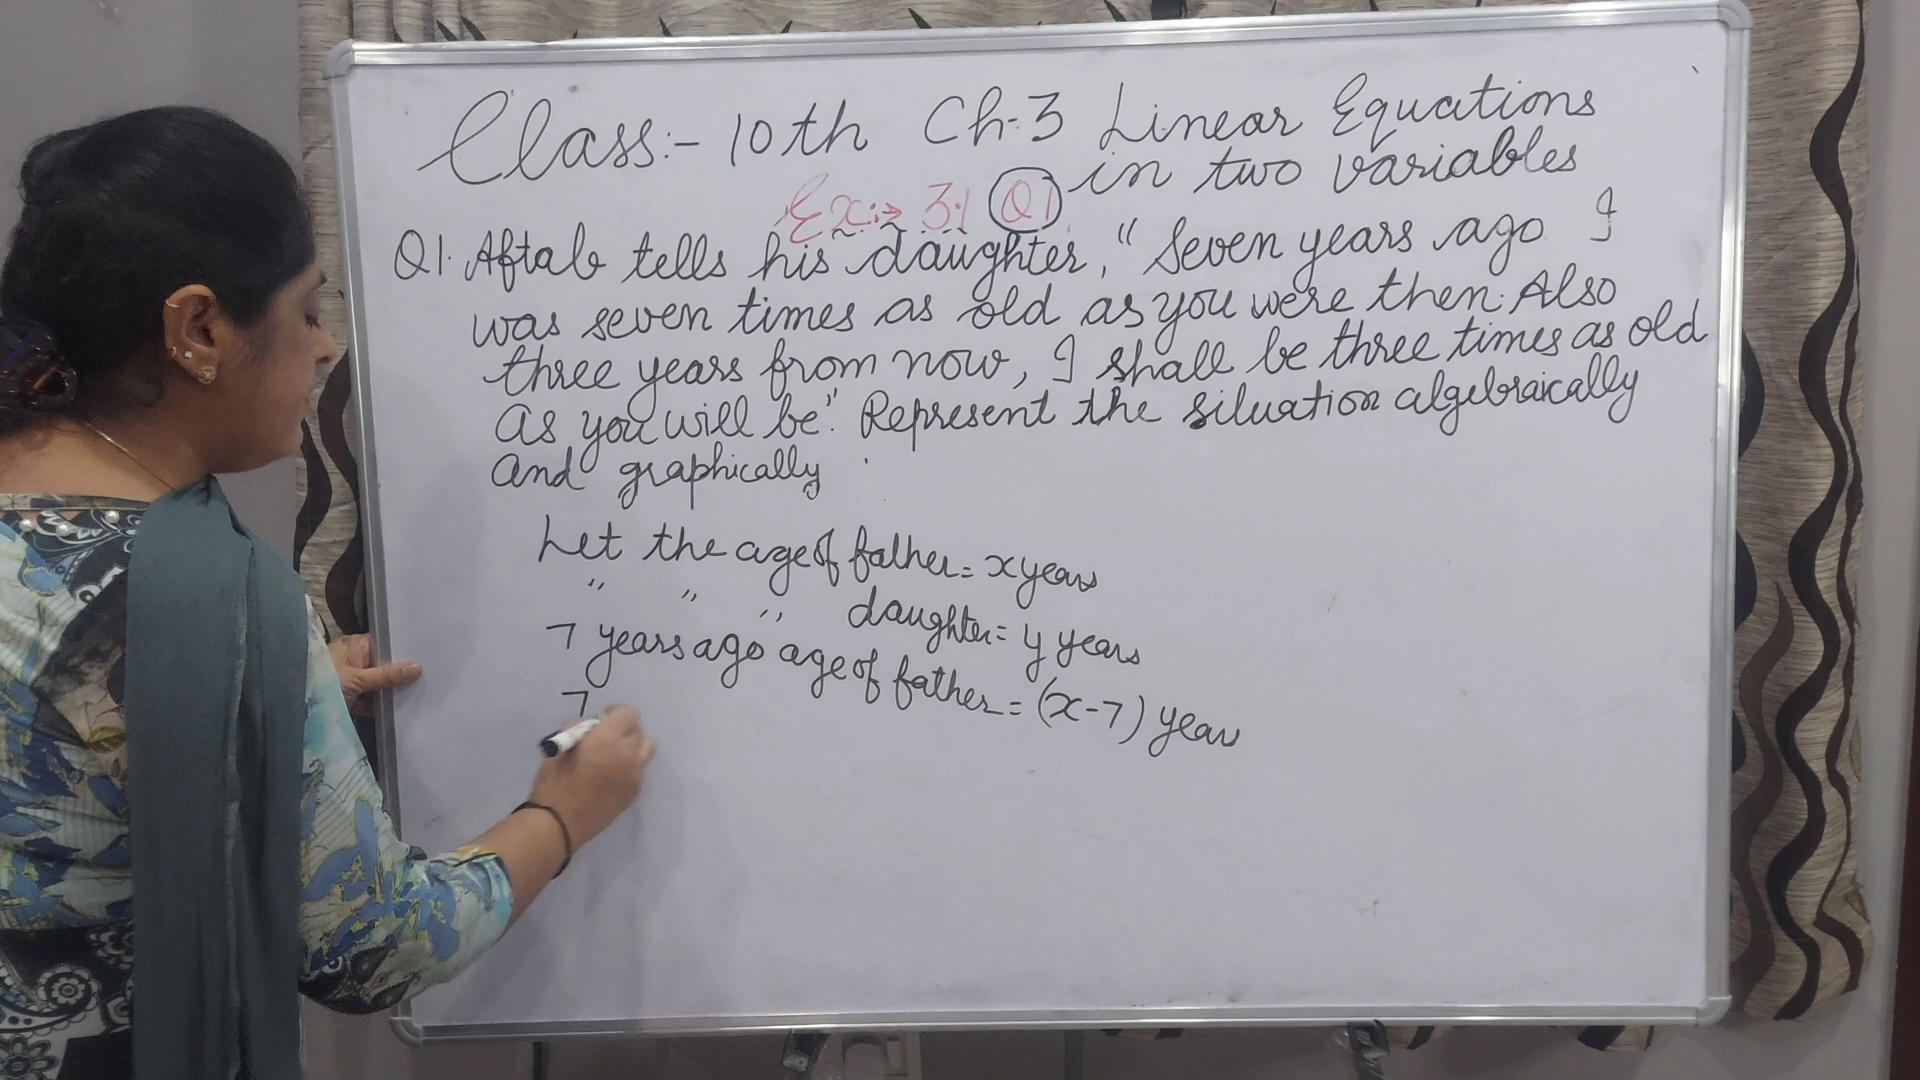 Class:- 10th Ch-3 Linear Equations
in two variables
Ex:→ 3.1 Q1
Q1. Aftab tells his daughter, "Seven years ago I
was seven times as old as you were then. Also
three years from now, I shall be three times as old
as you will be." Represent the situation algebraically
and graphically.
Let the age of father = x years
" " " daughter = y years
7 years ago age of father = (x-7) year
7